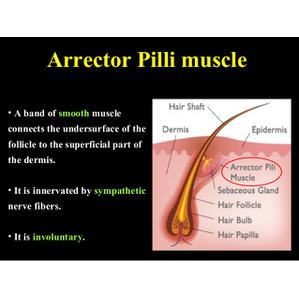 Arrector Pilli muscle
• A band of smooth muscle
connects the undersurface of the
follicle to the superficial part of
the dermis.
• It is innervated by sympathetic
nerve fibers.
• It is involuntary.
Hair Shaft
Dermis
Epidermis
Arrector Pili
Muscle
Sebaceous Gland
Hair Follicle
Hair Bulb
Hair Papilla